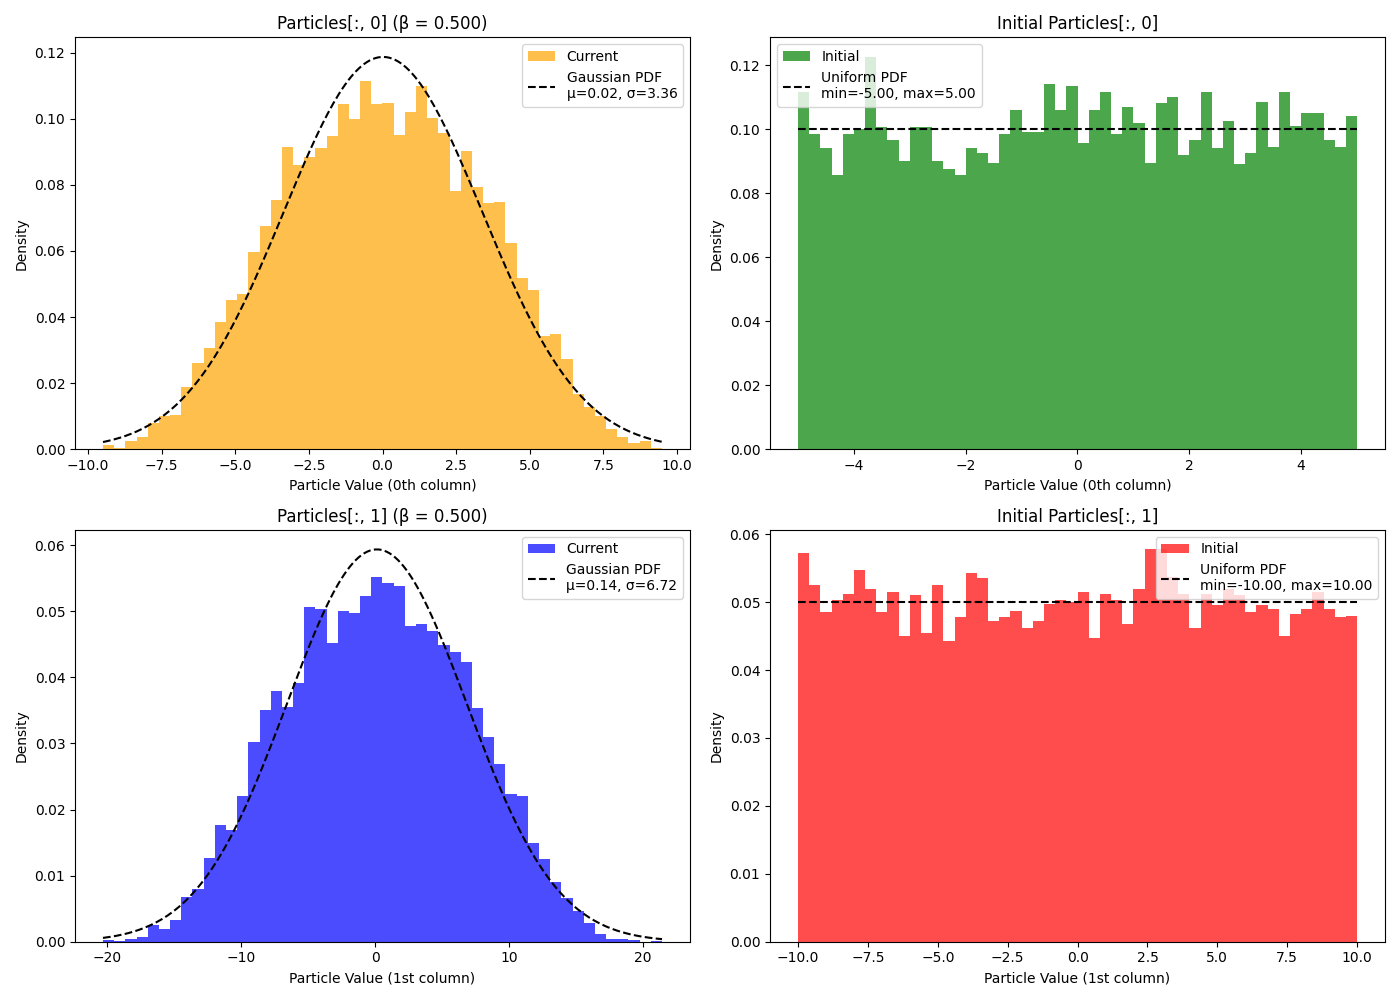 Particles[:, 0] (β = 0.500)
Current
Gaussian PDF
μ=0.02, σ=3.36
0.12
0.10
0.08
0.06
0.04
0.02
0.00
Density
−10.0 −7.5 −5.0 −2.5 0.0 2.5 5.0 7.5 10.0
Particle Value (0th column)
Initial Particles[:, 0]
Initial
Uniform PDF
min=-5.00, max=5.00
0.12
0.10
0.08
0.06
0.04
0.02
0.00
Density
−4 −2 0 2 4
Particle Value (0th column)
Particles[:, 1] (β = 0.500)
Current
Gaussian PDF
μ=0.14, σ=6.72
0.06
0.05
0.04
0.03
0.02
0.01
0.00
Density
−20 −10 0 10 20
Particle Value (1st column)
Initial Particles[:, 1]
Initial
Uniform PDF
min=-10.00, max=10.00
0.06
0.05
0.04
0.03
0.02
0.01
0.00
Density
−10.0 −7.5 −5.0 −2.5 0.0 2.5 5.0 7.5 10.0
Particle Value (1st column)